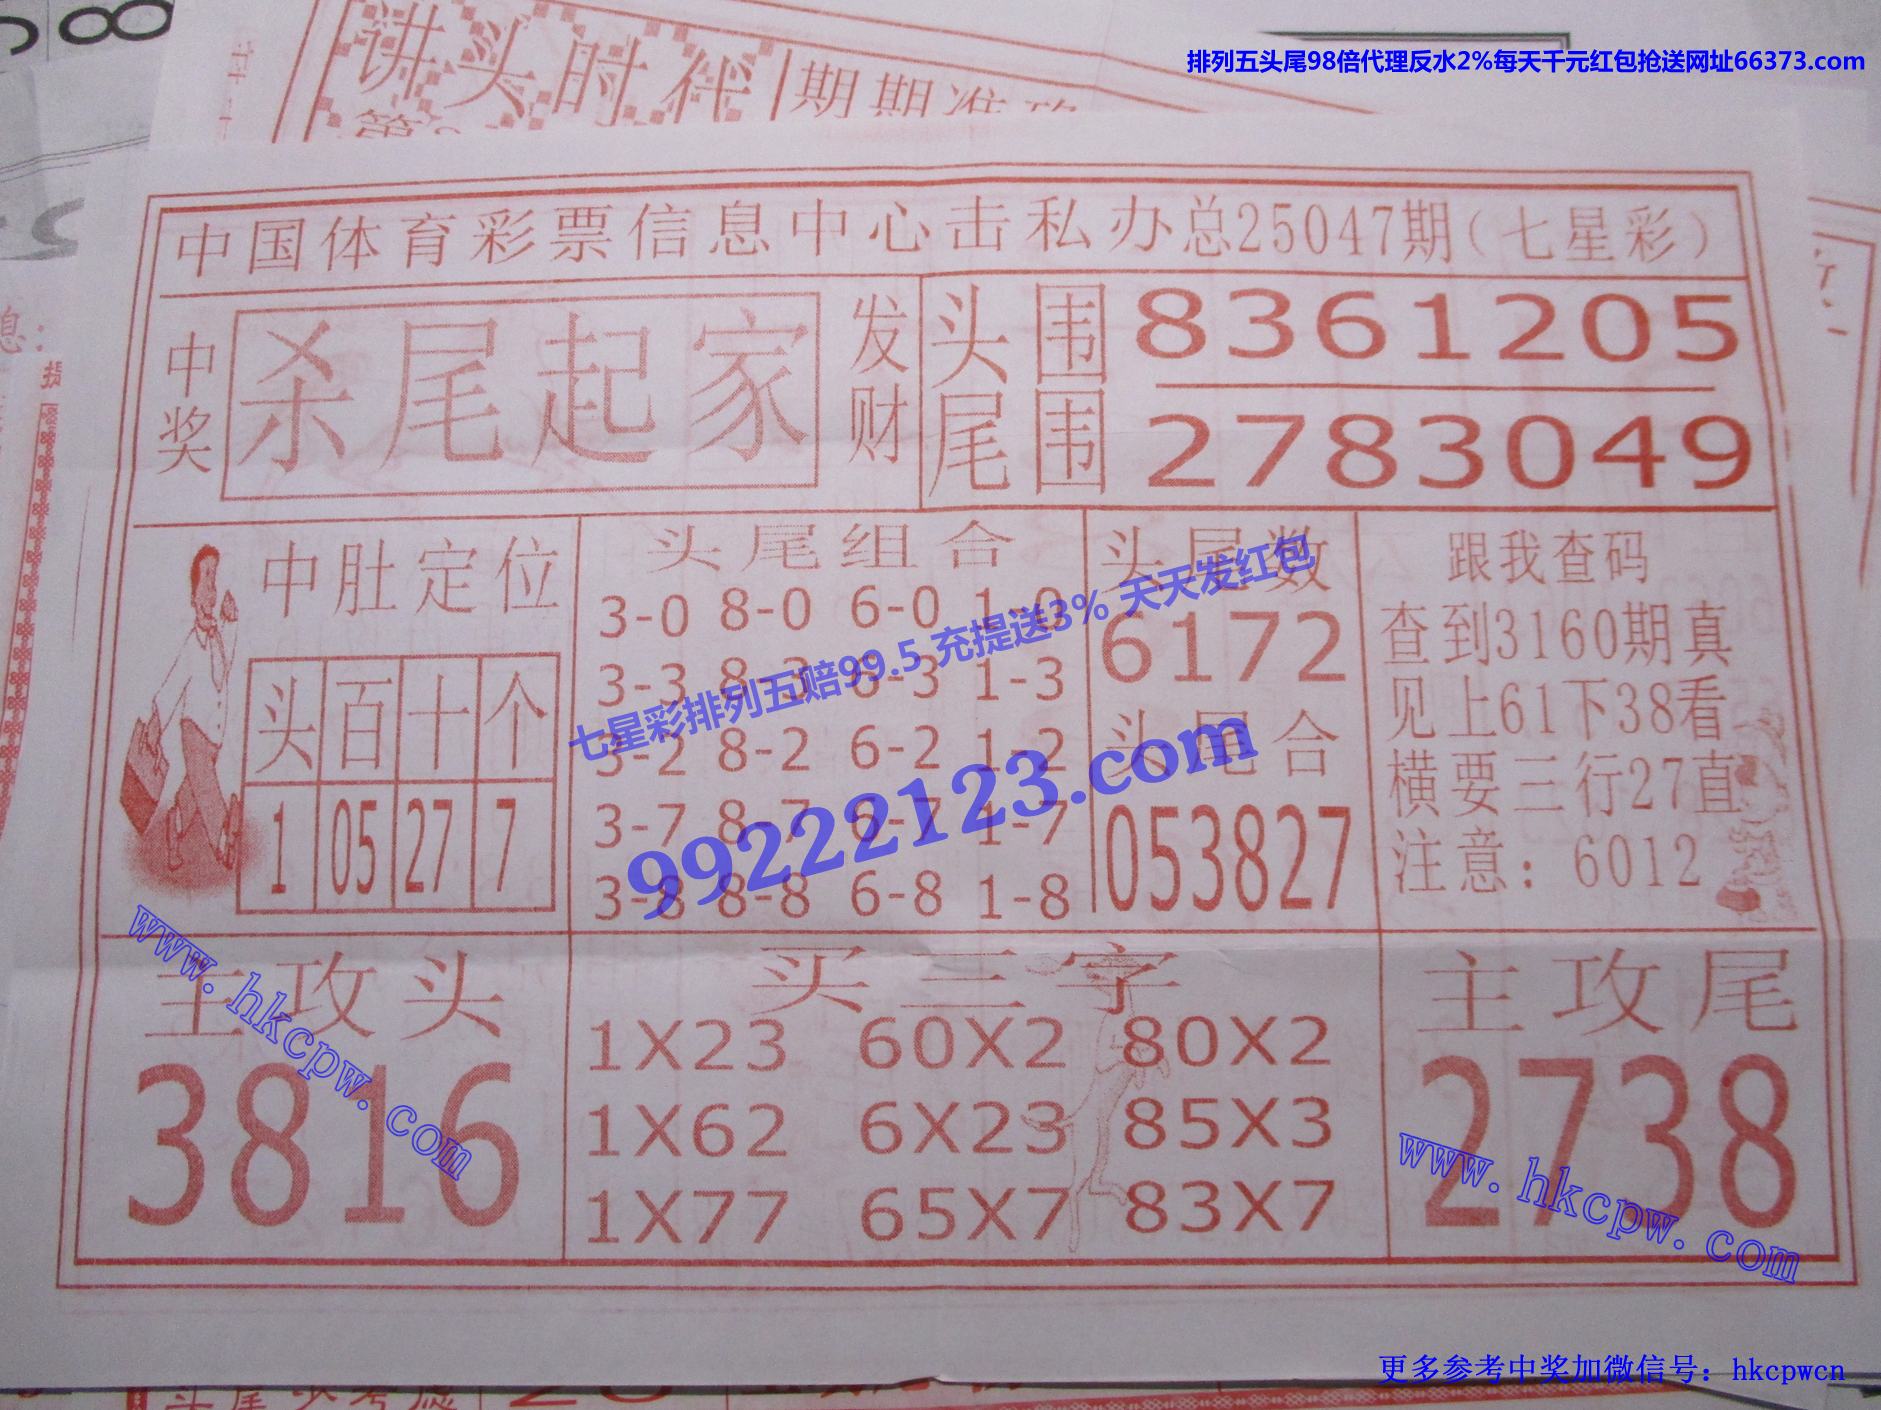 排列五头尾98倍代理反水2%每天千元红包抢送网址66373.com
讲头时准
期期准确
中国体育彩票信息中心击私办总25047期(七星彩)
中奖
杀尾起家
发财
头围
8361205
尾围
2783049
中肚定位
头 百 十 个
1 05 27 7
头尾组合
3-0 8-0 6-0 1-0
3-3 8-3 6-3 1-3
3-2 8-2 6-2 1-2
3-7 8-7 6-7 1-7
3-8 8-8 6-8 1-8
头尾数
6172
头尾合
053827
跟我查码
查到3160期真
见上61下38看
横要三行27直
注意:6012
七星彩排列五赔99.5 充提送3% 天天发红包
99222123.com
主攻头
3816
www.hkcpw.com
买三字
1X23 60X2 80X2
1X62 6X23 85X3
1X77 65X7 83X7
主攻尾
2738
www.hkcpw.com
更多参考中奖加微信号:hkcpwcn